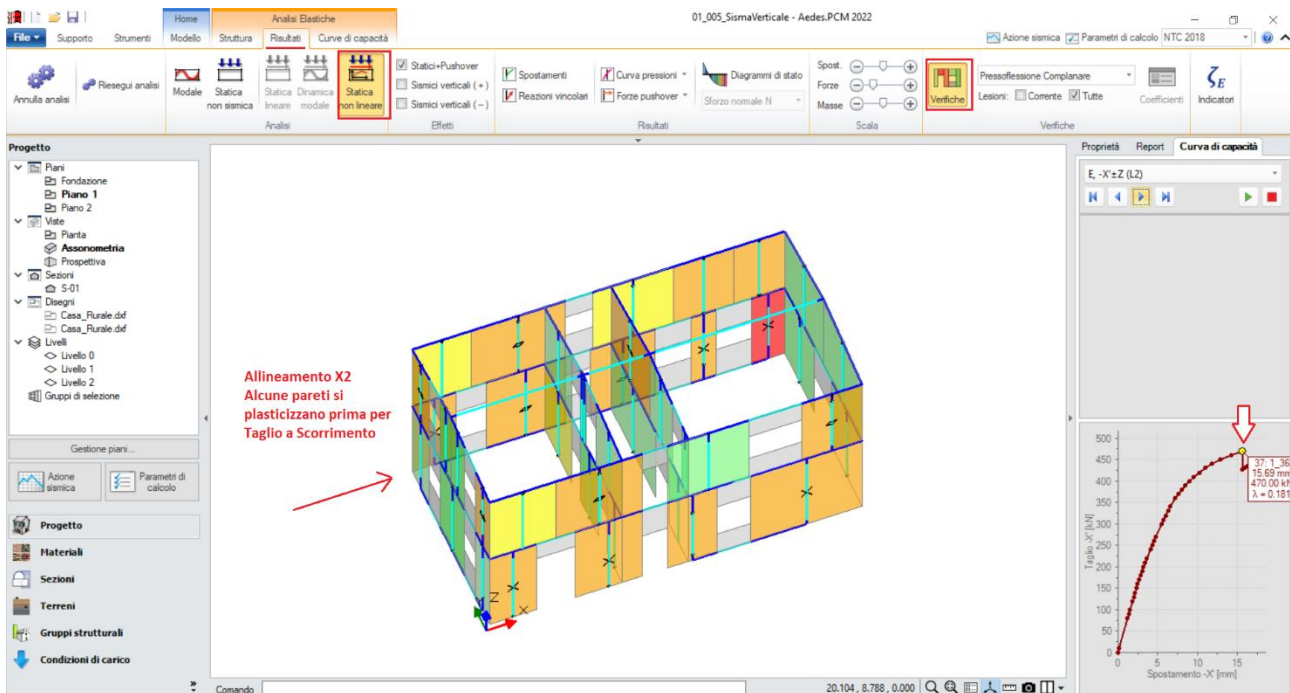 01_005_SismaVerticale - Aedes.PCM 2022
Home
Analisi Elastiche
File
Supporto
Strumenti
Modello
Struttura
Risultati
Curve di capacità
Azione sismica
Parametri di calcolo
NTC 2018
Annulla analisi
Riesegui analisi
Modale
Statica non sismica
Statica lineare
Dinamica modale
Statica non lineare
Analisi
Statici+Pushover
Sismici verticali (+)
Sismici verticali (−)
Effetti
Spostamenti
Reazioni vincolari
Curva pressioni
Forze pushover
Diagrammi di stato
Sforzo normale N
Risultati
Spost.
Forze
Masse
Scala
Verifiche
Pressoflessione Complanare
Lesioni: Corrente Tutte
Coefficienti
Verifiche
ζE
Indicatori
Progetto
Piani
Fondazione
Piano 1
Piano 2
Viste
Pianta
Assonometria
Prospettiva
Sezioni
S-01
Disegni
Casa_Rurale.dxf
Casa_Rurale.dxf
Livelli
Livello 0
Livello 1
Livello 2
Gruppi di selezione
Gestione piani...
Azione sismica
Parametri di calcolo
Progetto
Materiali
Sezioni
Terreni
Gruppi strutturali
Condizioni di carico
Allineamento X2
Alcune pareti si
plasticizzano prima per
Taglio a Scorrimento
Z
X
Comando
20.104 , 8.788 , 0.000
Proprietà
Report
Curva di capacità
E, -X'±Z (L2)
500
450
400
350
300
250
200
150
100
50
0
Taglio -X' [kN]
0
5
10
15
Spostamento -X' [mm]
37: 1_36
15.69 mm
470.00 kN
λ = 0.181